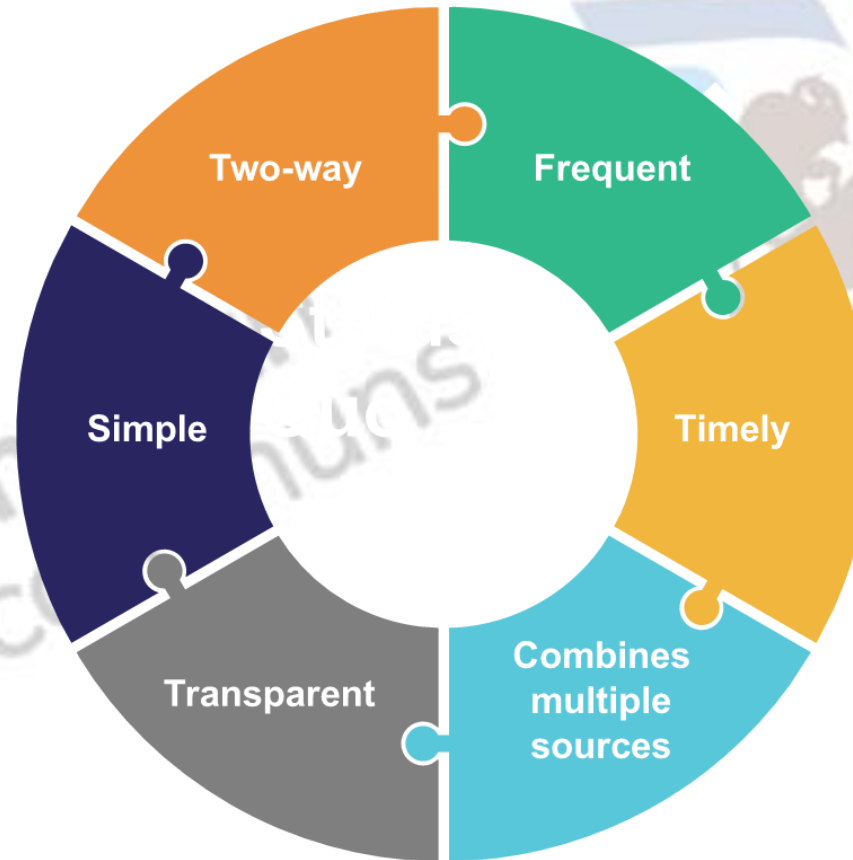 Two-way
Frequent
Simple
Timely
Transparent
Combines
multiple
sources